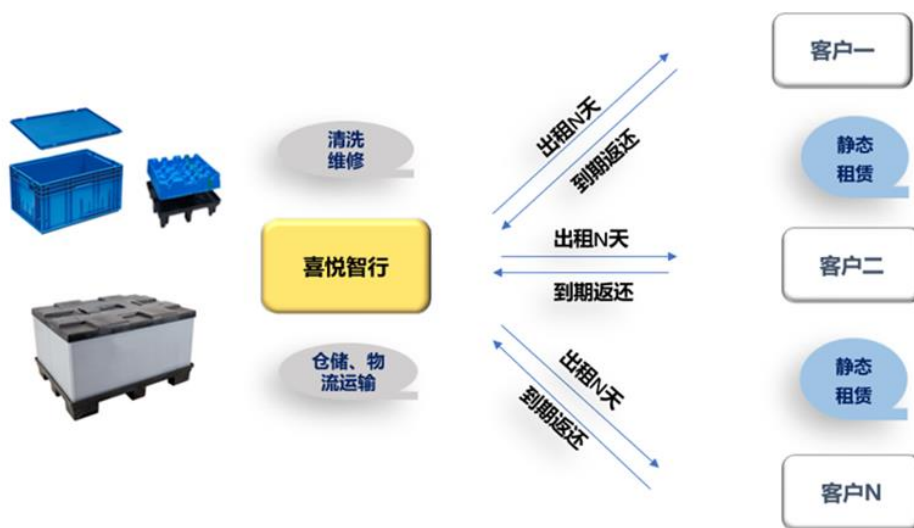 客户一
出租N天
到期返还
清洗
维修
静态
租赁
喜悦智行
出租N天
到期返还
客户二
仓储、物
流运输
出租N天
到期返还
静态
租赁
客户N